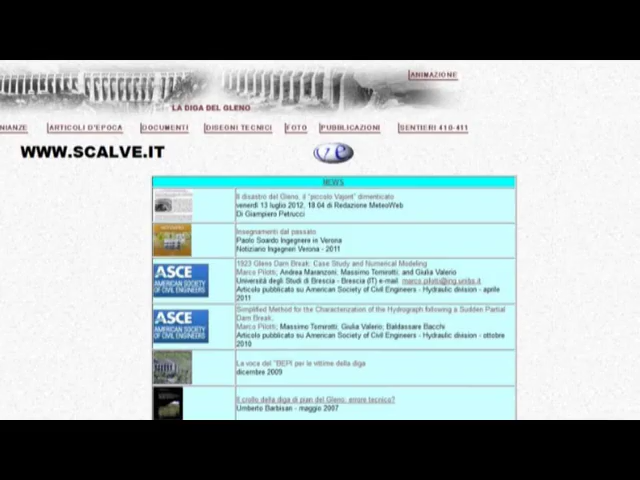 ANIMAZIONE
LA DIGA DEL GLENO
NIANZE
ARTICOLI D'EPOCA
DOCUMENTI
DISEGNI TECNICI
FOTO
PUBBLICAZIONI
SENTIERI 410-411
WWW.SCALVE.IT
ve
NEWS
Il disastro del Gleno, il "piccolo Vajont" dimenticato
venerdì 13 luglio 2012, 18.04 di Redazione MeteoWeb
Di Giampiero Petrucci
Insegnamenti dal passato
Paolo Soardo Ingegnere in Verona
Notiziario Ingegneri Verona - 2011
ASCE
AMERICAN SOCIETY
OF CIVIL ENGINEERS
1923 Gleno Dam Break: Case Study and Numerical Modeling
Marco Pilotti; Andrea Maranzoni; Massimo Tomirotti; and Giulia Valerio
Università degli Studi di Brescia - Brescia (IT) e-mail: marco.pilotti@ing.unibs.it
Articolo pubblicato su American Society of Civil Engineers - Hydraulic division - aprile
2011
ASCE
AMERICAN SOCIETY
OF CIVIL ENGINEERS
Simplified Method for the Characterization of the Hydrograph following a Sudden Partial
Dam Break.
Marco Pilotti; Massimo Tomirotti, Giulia Valerio, Baldassare Bacchi
Articolo pubblicato su American Society of Civil Engineers - Hydraulic division - ottobre
2010
La voce del "BEPI per le vittime della diga
dicembre 2009
Il crollo della diga di pian del Gleno: errore tecnico?
Umberto Barbisan - maggio 2007